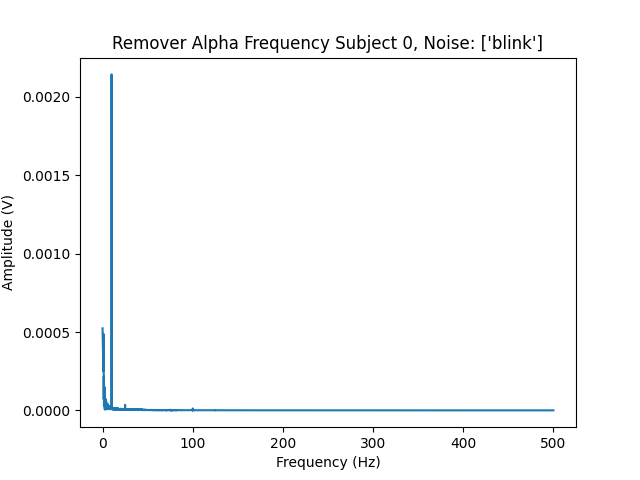 Remover Alpha Frequency Subject 0, Noise: ['blink']
0.0020
0.0015
0.0010
0.0005
0.0000
Amplitude (V)
0 100 200 300 400 500
Frequency (Hz)